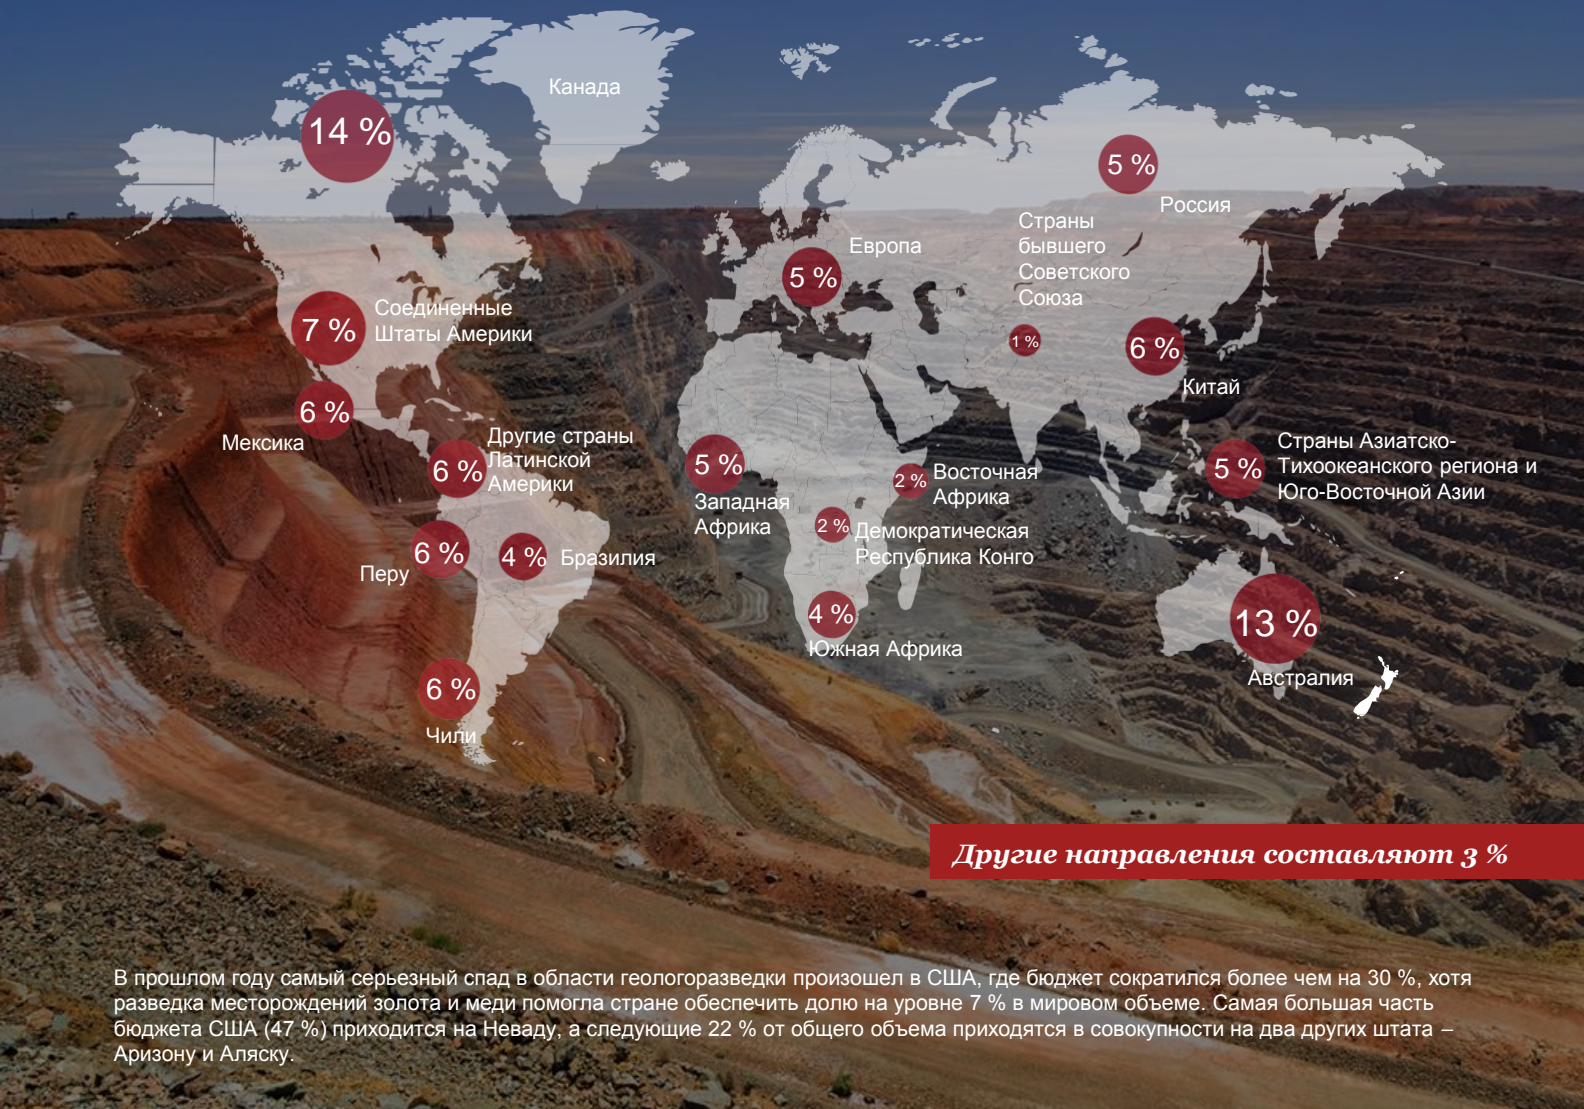 Канада
14 %
5 %
Россия
Страны
бывшего
Советского
Союза
Европа
5 %
Соединенные
Штаты Америки
7 %
1 %
6 %
Китай
6 %
Мексика
Другие страны
Латинской
Америки
6 %
5 %
Западная
Африка
2 %
Восточная
Африка
5 %
Страны Азиатско-
Тихоокеанского региона и
Юго-Восточной Азии
2 %
Демократическая
Республика Конго
6 %
Перу
4 %
Бразилия
4 %
Южная Африка
13 %
Австралия
6 %
Чили
Другие направления составляют 3 %
В прошлом году самый серьезный спад в области геологоразведки произошел в США, где бюджет сократился более чем на 30 %, хотя
разведка месторождений золота и меди помогла стране обеспечить долю на уровне 7 % в мировом объеме. Самая большая часть
бюджета США (47 %) приходится на Неваду, а следующие 22 % от общего объема приходятся в совокупности на два других штата –
Аризону и Аляску.